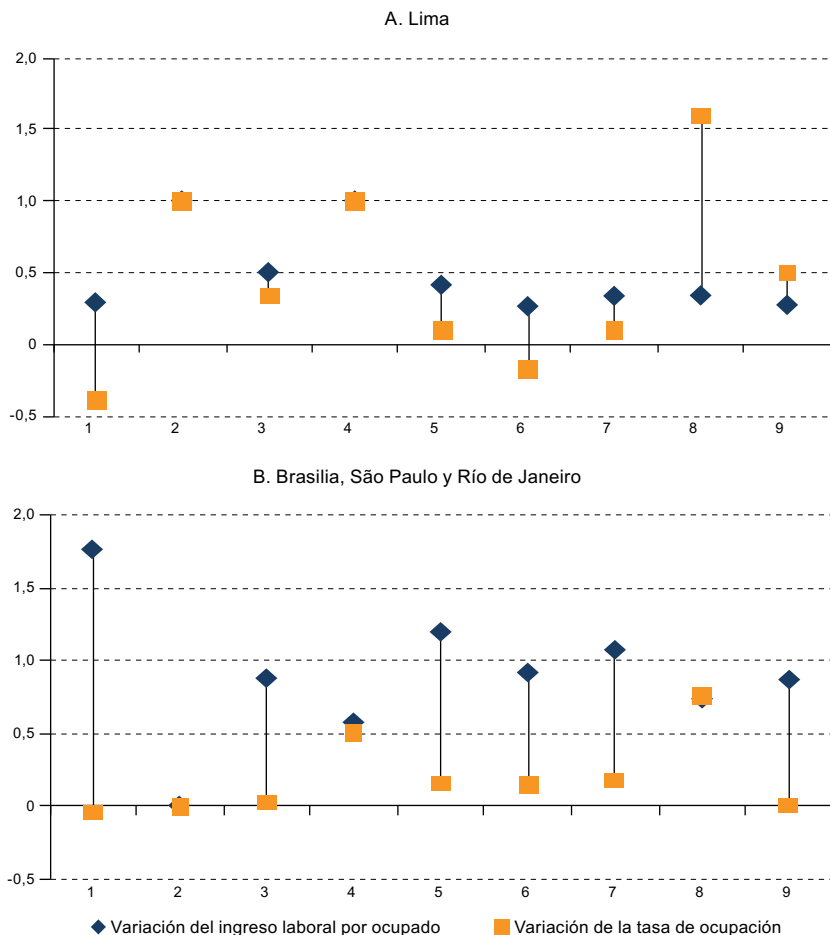 A. Lima
2,0
1,5
1,0
0,5
0
-0,5
1 2 3 4 5 6 7 8 9
B. Brasilia, São Paulo y Río de Janeiro
2,0
1,5
1,0
0,5
0
-0,5
1 2 3 4 5 6 7 8 9
Variación del ingreso laboral por ocupado Variación de la tasa de ocupación